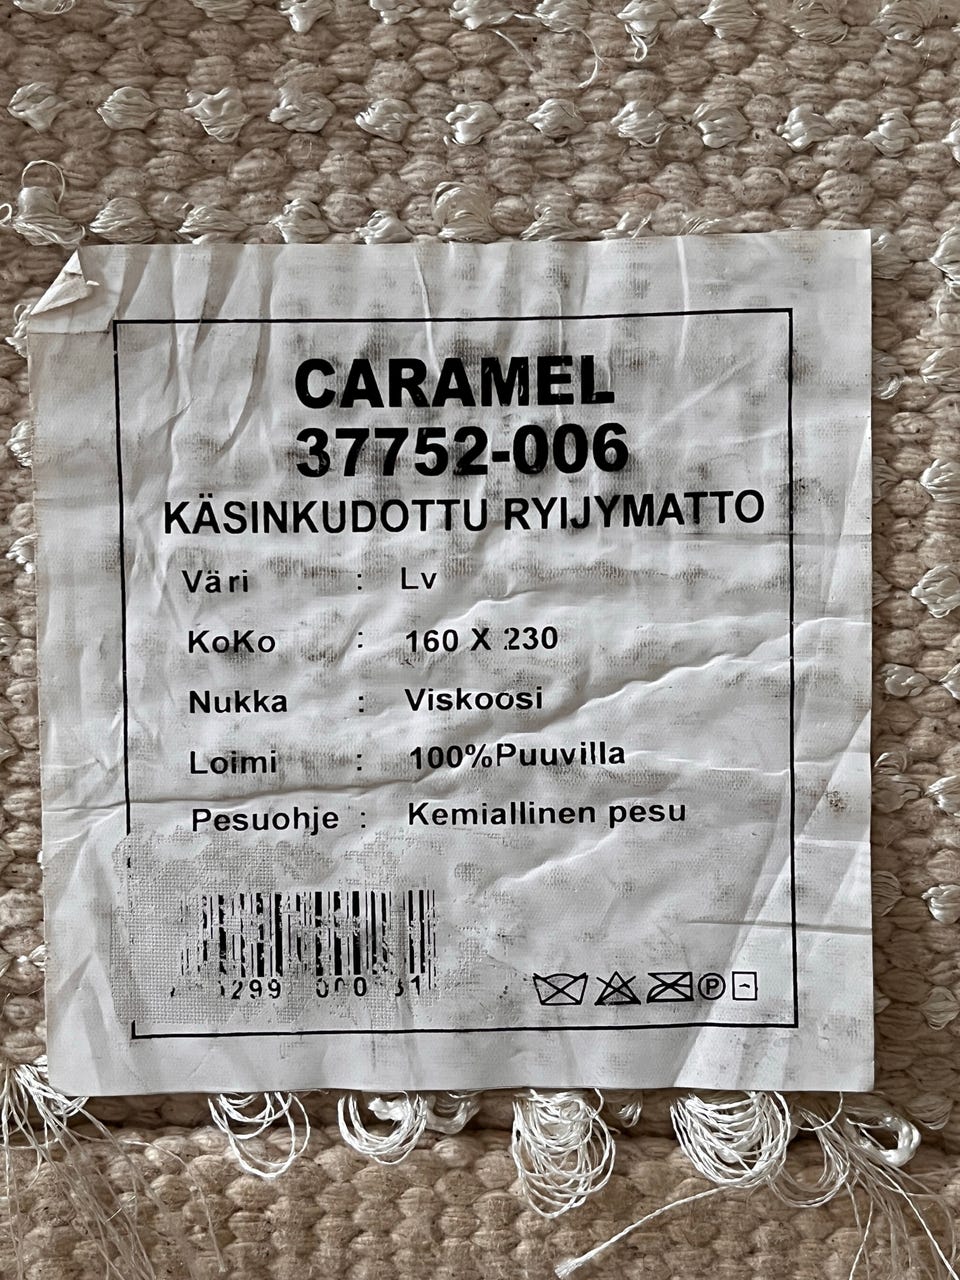 CARAMEL
37752-006
KÄSINKUDOTTU RYIJYMATTO
Väri : Lv
KoKo : 160 X 230
Nukka : Viskoosi
Loimi : 100%Puuvilla
Pesuohje : Kemiallinen pesu
P